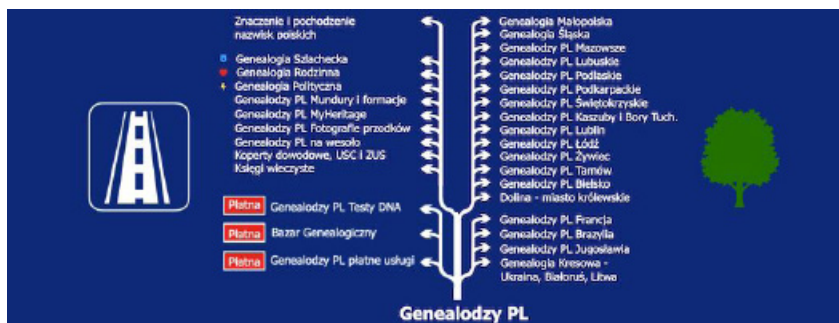 Znaczenie i pochodzenie
nazwisk polskich
Genealogia Szlachecka
Genealogia Rodzinna
Genealogia Polityczna
Genealodzy PL Mundury i formacje
Genealodzy PL MyHeritage
Genealodzy PL Fotografie przodków
Genealodzy PL na wesoło
Koperty dowodowe, USC i ZUS
Księgi wieczyste
Płatna Genealodzy PL Testy DNA
Płatna Bazar Genealogiczny
Płatna Genealodzy PL płatne usługi
Genealogia Małopolska
Genealogia Śląska
Genealodzy PL Mazowsze
Genealodzy PL Lubuskie
Genealodzy PL Podlaskie
Genealodzy PL Podkarpackie
Genealodzy PL Świętokrzyskie
Genealodzy PL Kaszuby i Bory Tuch.
Genealodzy PL Lublin
Genealodzy PL Łódź
Genealodzy PL Żywiec
Genealodzy PL Tarnów
Genealodzy PL Bielsko
Dolina - miasto królewskie
Genealodzy PL Francja
Genealodzy PL Brazylia
Genealodzy PL Jugosławia
Genealogia Kresowa -
Ukraina, Białoruś, Litwa
Genealodzy PL